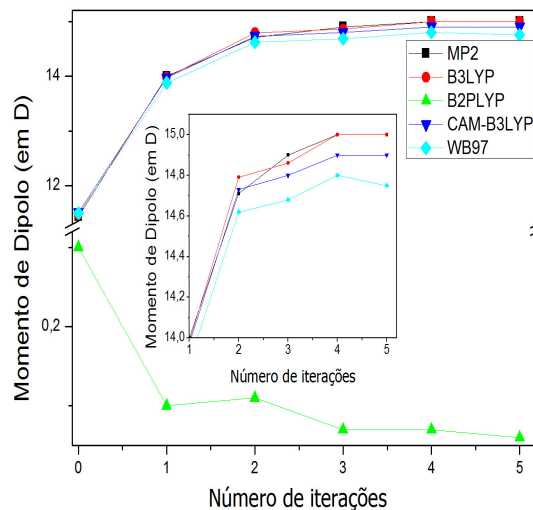 14
12
0,2
0
1
2
3
4
5
Momento de Dipolo (em D)
Número de iterações
MP2
B3LYP
B2PLYP
CAM-B3LYP
WB97
15,0
14,8
14,6
14,4
14,2
14,0
1
2
3
4
5
Momento de Dipolo (em D)
Número de iterações